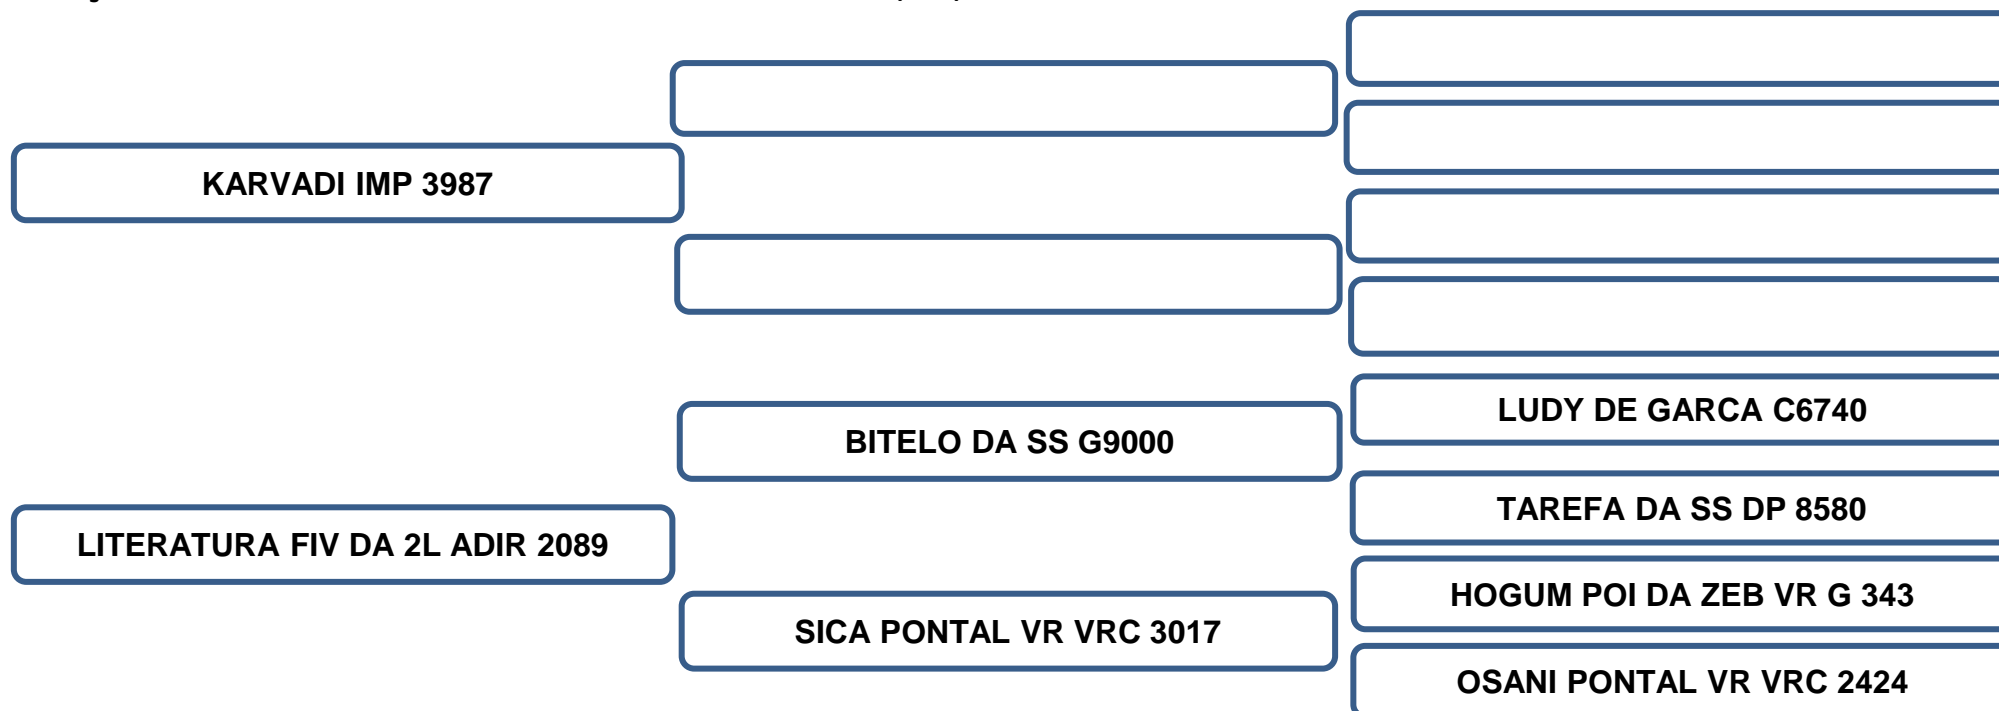 KARVADI IMP 3987
LUDY DE GARCA C6740
BITELO DA SS G9000
TAREFA DA SS DP 8580
LITERATURA FIV DA 2L ADIR 2089
HOGUM POI DA ZEB VR G 343
SICA PONTAL VR VRC 3017
OSANI PONTAL VR VRC 2424